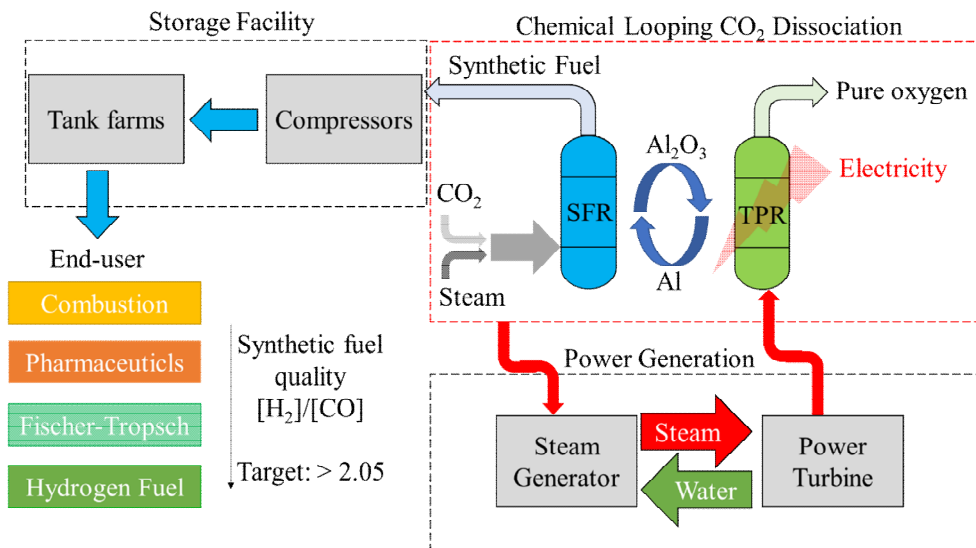 Storage Facility
Tank farms
Compressors
Chemical Looping CO₂ Dissociation
Synthetic Fuel
Pure oxygen
Al₂O₃
Electricity
CO₂
SFR
TPR
Al
Steam
End-user
Combustion
Pharmaceuticls
Fischer-Tropsch
Hydrogen Fuel
Synthetic fuel
quality
[H₂]/[CO]
Target: > 2.05
Power Generation
Steam
Generator
Steam
Water
Power
Turbine